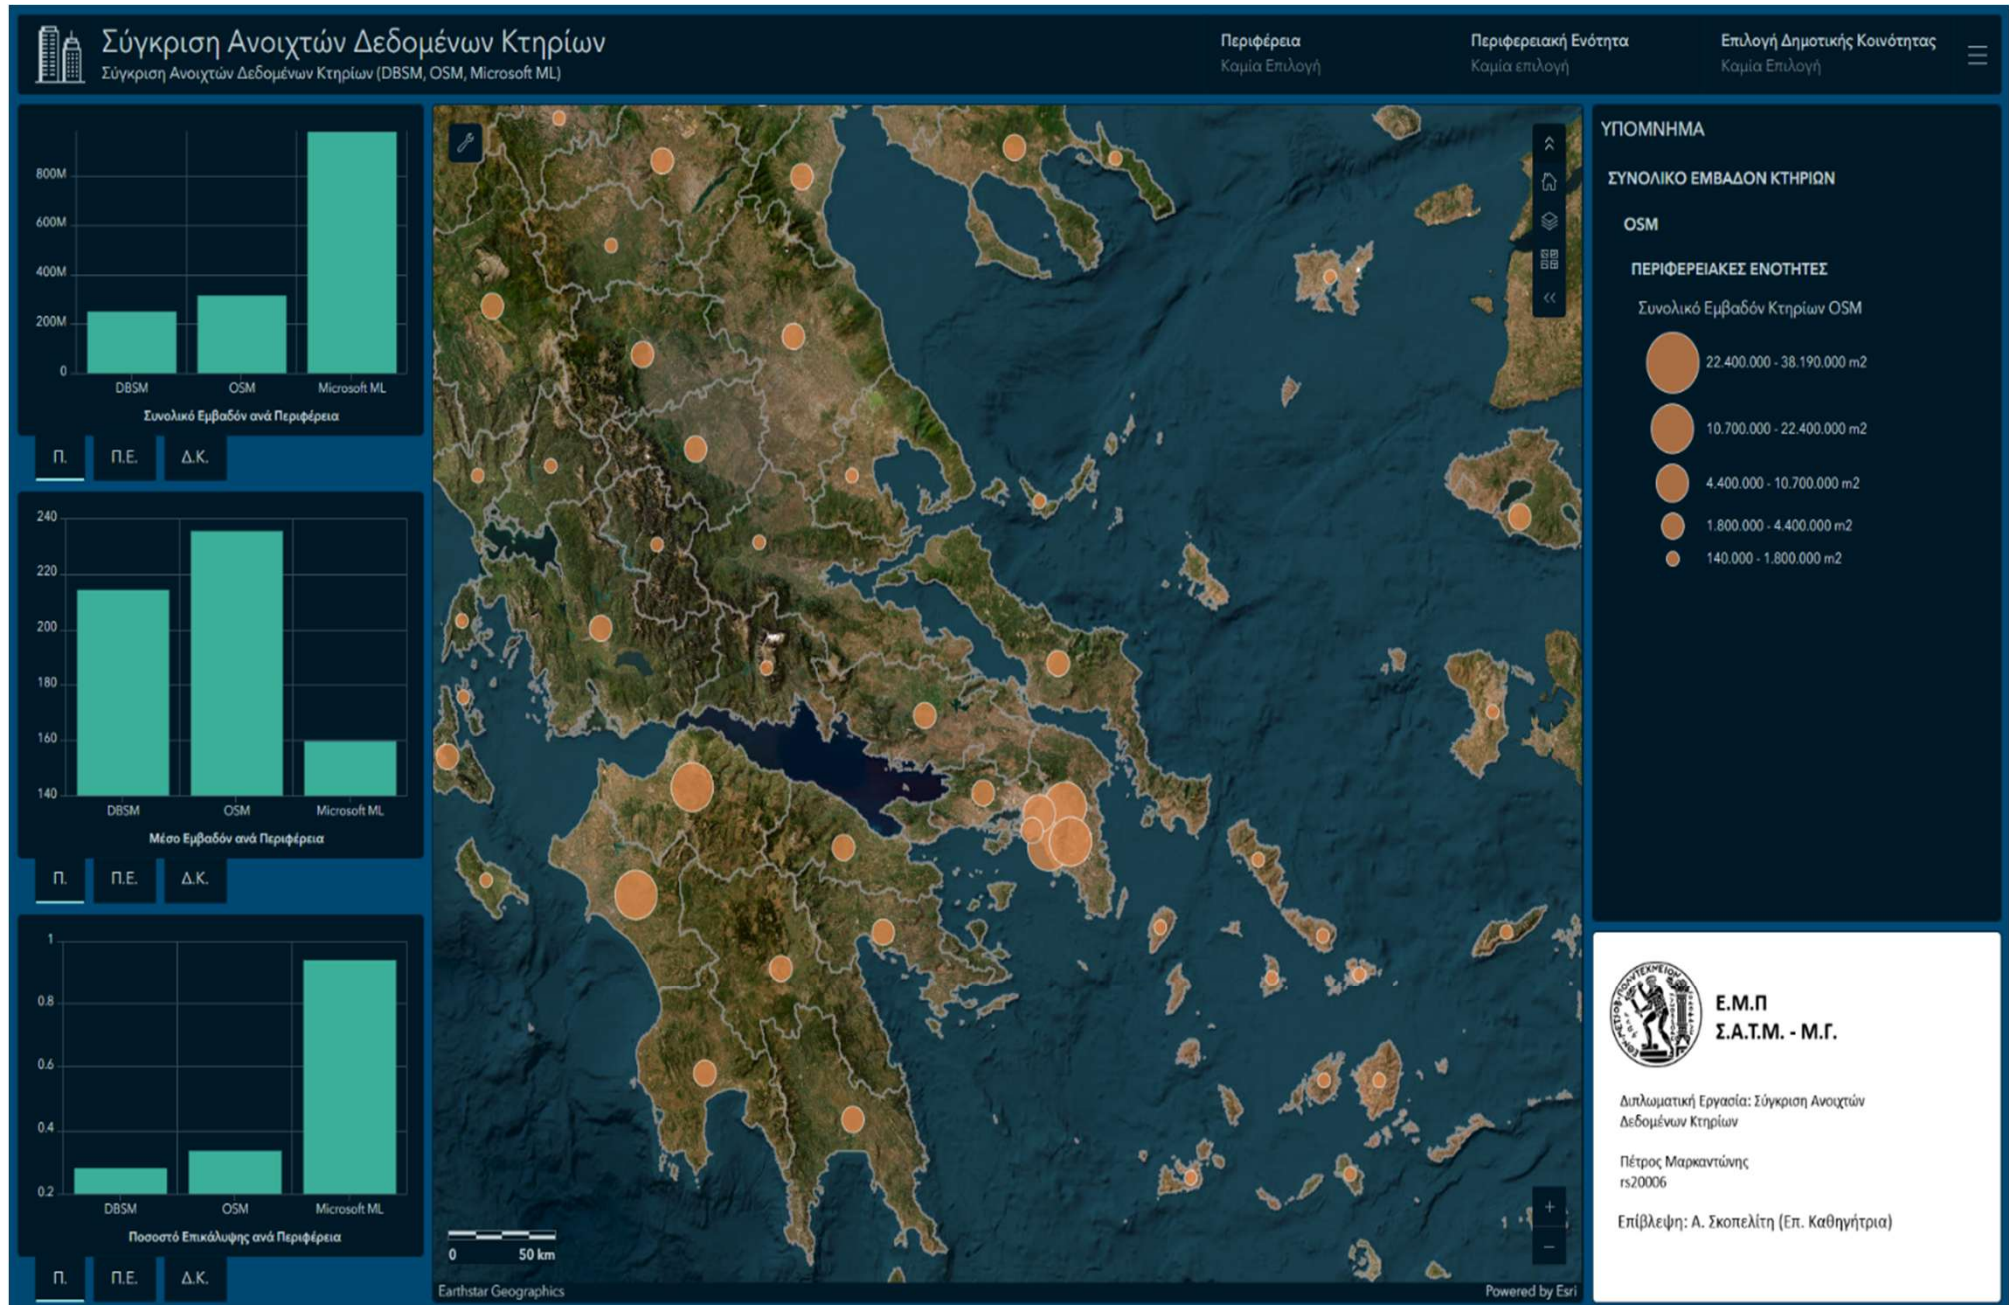 Σύγκριση Ανοιχτών Δεδομένων Κτηρίων
Σύγκριση Ανοιχτών Δεδομένων Κτηρίων (DBSM, OSM, Microsoft ML)
Περιφέρεια
Καμία Επιλογή
Περιφερειακή Ενότητα
Καμία επιλογή
Επιλογή Δημοτικής Κοινότητας
Καμία Επιλογή
800M
600M
400M
200M
0
DBSM OSM Microsoft ML
Συνολικό Εμβαδόν ανά Περιφέρεια
Π. Π.Ε. Δ.Κ.
240
220
200
180
160
140
DBSM OSM Microsoft ML
Μέσο Εμβαδόν ανά Περιφέρεια
Π. Π.Ε. Δ.Κ.
1
0.8
0.6
0.4
0.2
DBSM OSM Microsoft ML
Ποσοστό Επικάλυψης ανά Περιφέρεια
Π. Π.Ε. Δ.Κ.
0 50 km
Earthstar Geographics
Powered by Esri
ΥΠΟΜΝΗΜΑ
ΣΥΝΟΛΙΚΟ ΕΜΒΑΔΟΝ ΚΤΗΡΙΩΝ
OSM
ΠΕΡΙΦΕΡΕΙΑΚΕΣ ΕΝΟΤΗΤΕΣ
Συνολικό Εμβαδόν Κτηρίων OSM
22.400.000 - 38.190.000 m2
10.700.000 - 22.400.000 m2
4.400.000 - 10.700.000 m2
1.800.000 - 4.400.000 m2
140.000 - 1.800.000 m2
Ε.Μ.Π
Σ.Α.Τ.Μ. - Μ.Γ.
Διπλωματική Εργασία: Σύγκριση Ανοιχτών
Δεδομένων Κτηρίων
Πέτρος Μαρκαντώνης
rs20006
Επίβλεψη: Α. Σκοπελίτη (Επ. Καθηγήτρια)